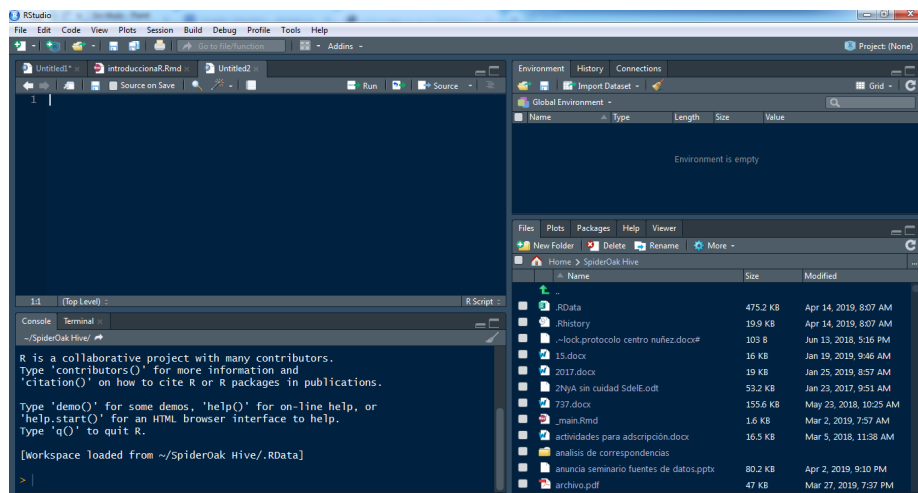 RStudio
File Edit Code View Plots Session Build Debug Profile Tools Help
Go to file/function Addins
Project: (None)
Untitled1* introduccionaR.Rmd Untitled2
Source on Save Run Source
1
1:1 (Top Level) R Script
Console Terminal
~/SpiderOak Hive/
R is a collaborative project with many contributors.
Type 'contributors()' for more information and
'citation()' on how to cite R or R packages in publications.
Type 'demo()' for some demos, 'help()' for on-line help, or
'help.start()' for an HTML browser interface to help.
Type 'q()' to quit R.
[Workspace loaded from ~/SpiderOak Hive/.RData]
>
Environment History Connections
Import Dataset Grid
Global Environment
Name Type Length Size Value
Environment is empty
Files Plots Packages Help Viewer
New Folder Delete Rename More
Home > SpiderOak Hive ...
Name Size Modified
..
.RData 475.2 KB Apr 14, 2019, 8:07 AM
.Rhistory 19.9 KB Apr 14, 2019, 8:07 AM
.~lock.protocolo centro nuñez.docx# 103 B Jun 13, 2018, 5:16 PM
15.docx 16 KB Jan 19, 2019, 9:46 AM
2017.docx 19 KB Jan 25, 2019, 8:57 AM
2NyA sin cuidad SdelE.odt 53.2 KB Jan 23, 2017, 9:51 AM
737.docx 155.6 KB May 23, 2018, 10:25 AM
_main.Rmd 1.6 KB Mar 2, 2019, 7:57 AM
actividades para adscripción.docx 16.5 KB Mar 5, 2018, 11:38 AM
analisis de correspondencias
anuncia seminario fuentes de datos.pptx 80.2 KB Apr 2, 2019, 9:10 PM
archivo.pdf 47 KB Mar 27, 2019, 7:37 PM